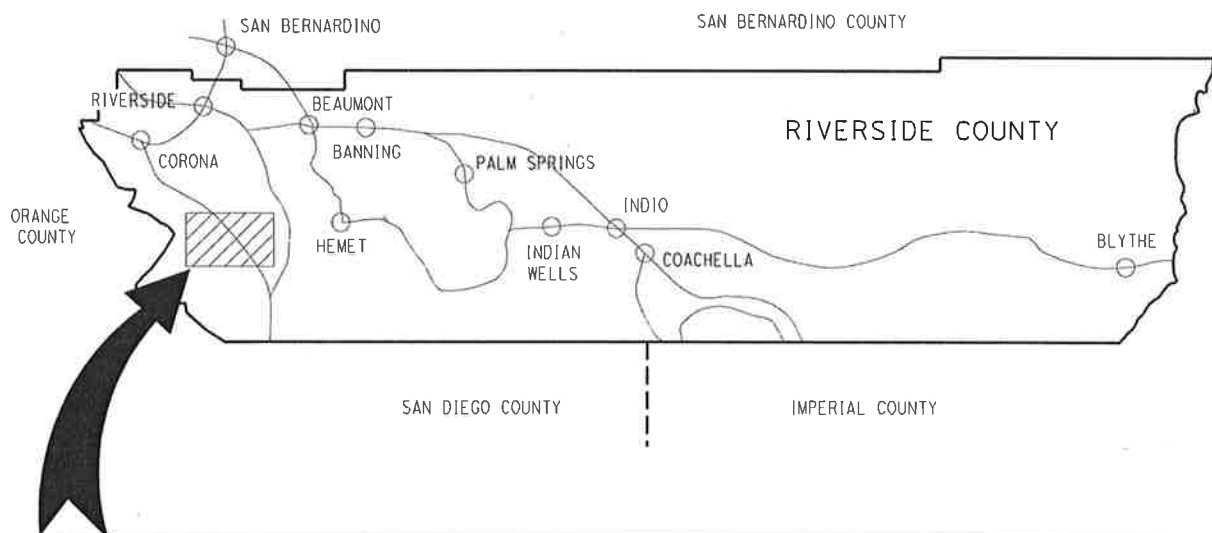 SAN BERNARDINO
SAN BERNARDINO COUNTY
RIVERSIDE
BEAUMONT
RIVERSIDE COUNTY
CORONA
BANNING
PALM SPRINGS
ORANGE
COUNTY
INDIO
HEMET
INDIAN
WELLS
COACHELLA
BLYTHE
SAN DIEGO COUNTY
IMPERIAL COUNTY